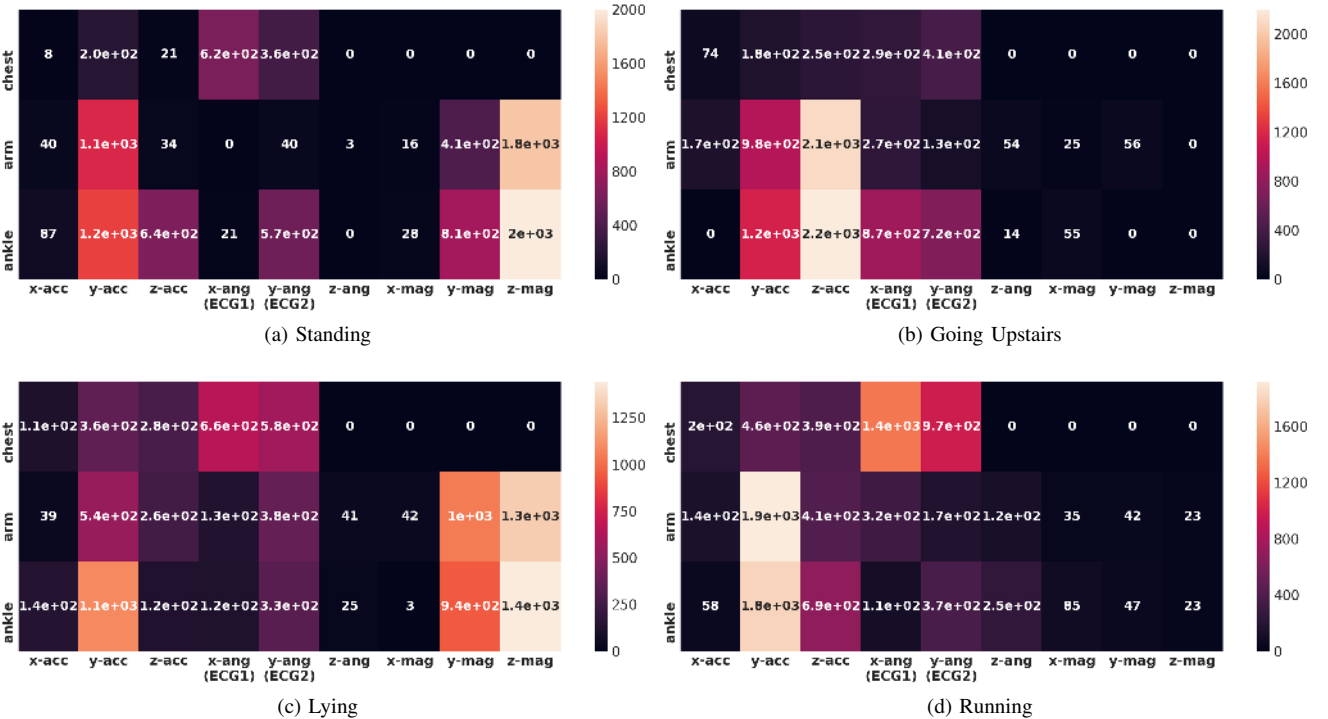 2000
chest 8 2.0e+02 21 6.2e+02 3.6e+02 0 0 0 0
1600
1200
arm 40 1.1e+03 34 0 40 3 16 4.1e+02 1.8e+03
800
ankle 87 1.2e+03 6.4e+02 21 5.7e+02 0 28 8.1e+02 2e+03
400
0
x-acc y-acc z-acc x-ang (ECG1) y-ang (ECG2) z-ang x-mag y-mag z-mag
(a) Standing
2000
chest 74 1.8e+02 2.5e+02 2.9e+02 4.1e+02 0 0 0 0
1600
1200
arm 1.7e+02 9.8e+02 2.1e+03 2.7e+02 1.3e+02 54 25 56 0
800
ankle 0 1.2e+03 2.2e+03 8.7e+02 7.2e+02 14 55 0 0
400
0
x-acc y-acc z-acc x-ang (ECG1) y-ang (ECG2) z-ang x-mag y-mag z-mag
(b) Going Upstairs
1250
chest 1.1e+02 3.6e+02 2.8e+02 6.6e+02 5.8e+02 0 0 0 0
1000
750
arm 39 5.4e+02 2.6e+02 1.3e+02 3.8e+02 41 42 1e+03 1.3e+03
500
ankle 1.4e+02 1.1e+03 1.2e+02 1.2e+02 3.3e+02 25 3 9.4e+02 1.4e+03
250
0
x-acc y-acc z-acc x-ang (ECG1) y-ang (ECG2) z-ang x-mag y-mag z-mag
(c) Lying
1600
chest 2e+02 4.6e+02 3.9e+02 1.4e+03 9.7e+02 0 0 0 0
1200
arm 1.4e+02 1.9e+03 4.1e+02 3.2e+02 1.7e+02 1.2e+02 35 42 23
800
ankle 58 1.8e+03 6.9e+02 1.1e+02 3.7e+02 2.5e+02 85 47 23
400
0
x-acc y-acc z-acc x-ang (ECG1) y-ang (ECG2) z-ang x-mag y-mag z-mag
(d) Running